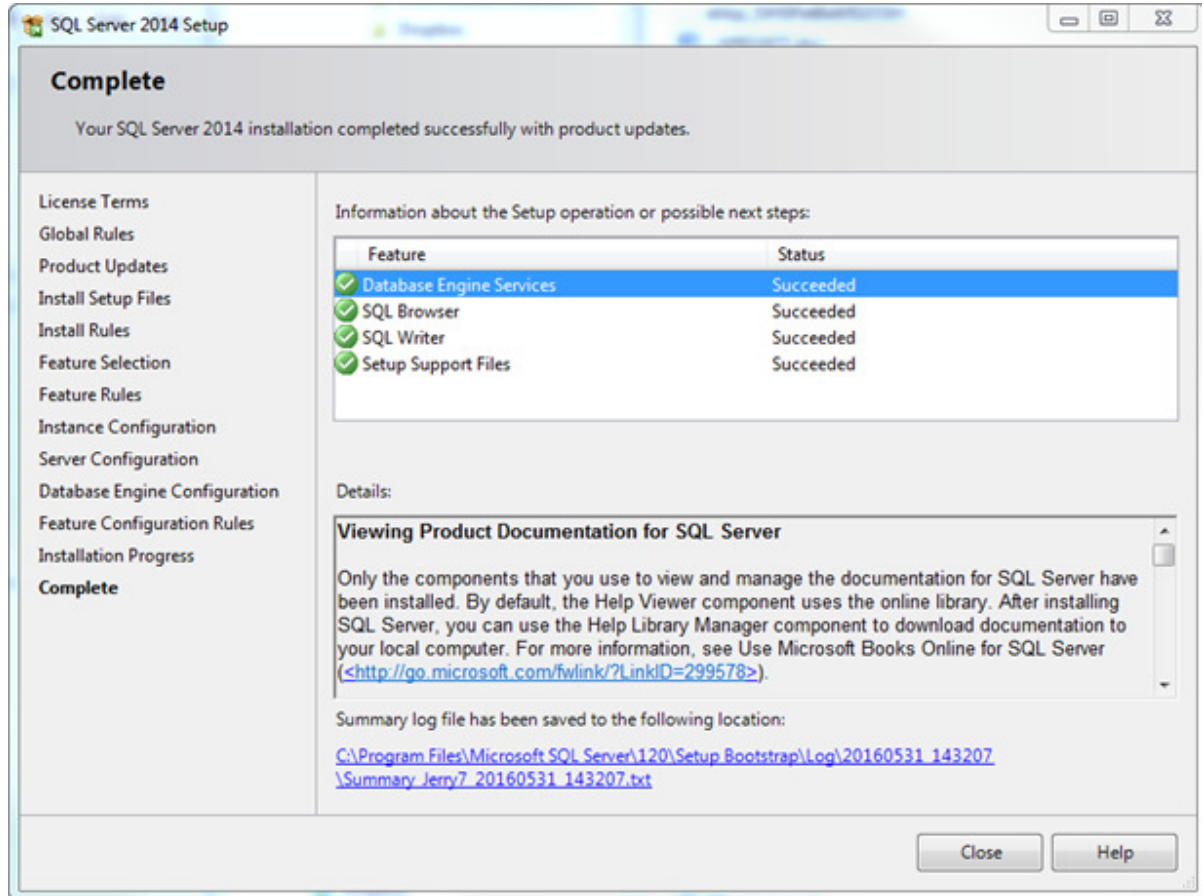 SQL Server 2014 Setup
Complete
Your SQL Server 2014 installation completed successfully with product updates.
License Terms
Global Rules
Product Updates
Install Setup Files
Install Rules
Feature Selection
Feature Rules
Instance Configuration
Server Configuration
Database Engine Configuration
Feature Configuration Rules
Installation Progress
Complete
Information about the Setup operation or possible next steps:
Feature Status
Database Engine Services Succeeded
SQL Browser Succeeded
SQL Writer Succeeded
Setup Support Files Succeeded
Details:
Viewing Product Documentation for SQL Server
Only the components that you use to view and manage the documentation for SQL Server have
been installed. By default, the Help Viewer component uses the online library. After installing
SQL Server, you can use the Help Library Manager component to download documentation to
your local computer. For more information, see Use Microsoft Books Online for SQL Server
(<http://go.microsoft.com/fwlink/?LinkID=299578>).
Summary log file has been saved to the following location:
C:\Program Files\Microsoft SQL Server\120\Setup Bootstrap\Log\20160531_143207
\Summary_Jerry7_20160531_143207.txt
Close Help